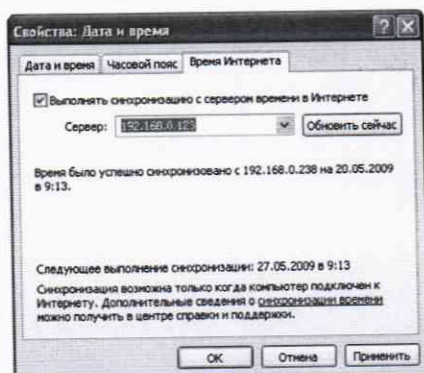 Свойства: Дата и время
Дата и время Часовой пояс Время Интернета
Выполнять синхронизацию с сервером времени в Интернете
Сервер: 192.168.0.123 Обновить сейчас
Время было успешно синхронизовано с 192.168.0.238 на 20.05.2009
в 9:13.
Следующее выполнение синхронизации: 27.05.2009 в 9:13
Синхронизация возможна только когда компьютер подключен к
Интернету. Дополнительные сведения о синхронизации времени
можно получить в центре справки и поддержки.
ОК Отмена Применить